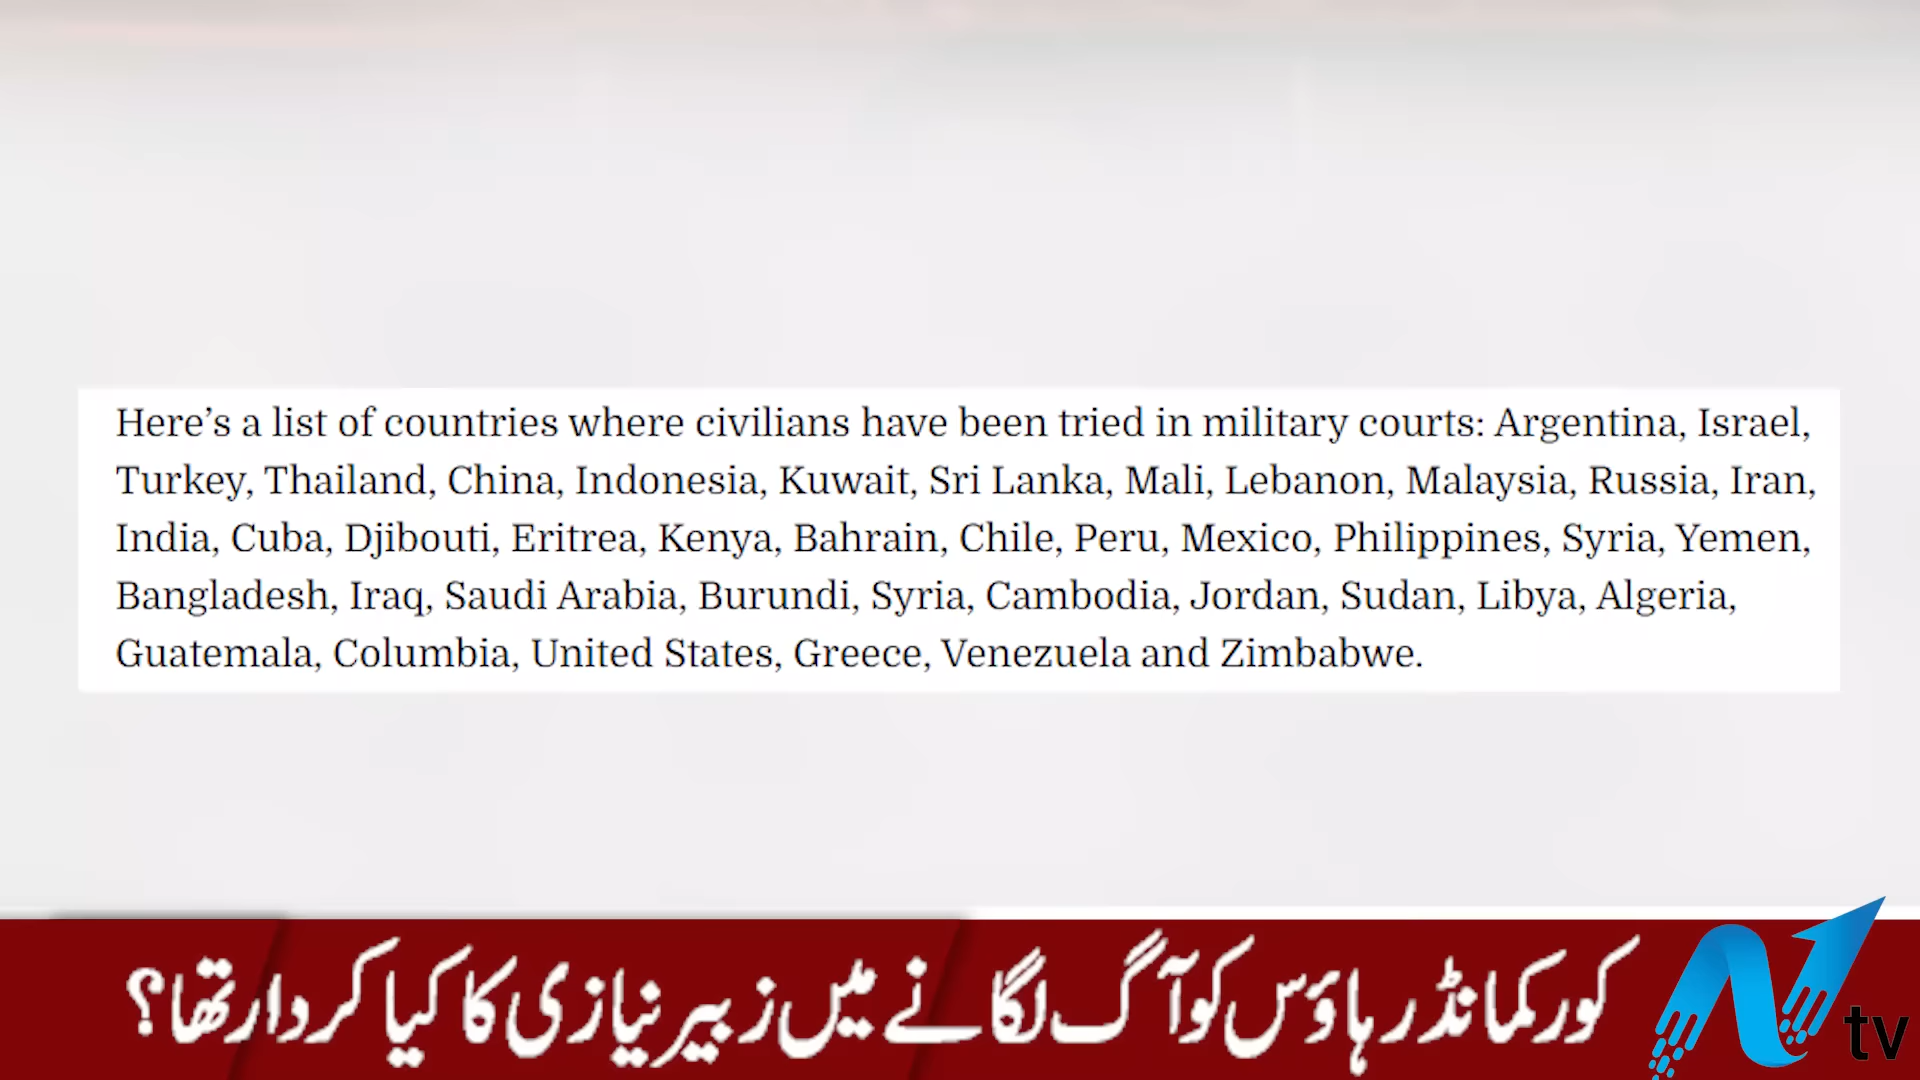 Here’s a list of countries where civilians have been tried in military courts: Argentina, Israel,
Turkey, Thailand, China, Indonesia, Kuwait, Sri Lanka, Mali, Lebanon, Malaysia, Russia, Iran,
India, Cuba, Djibouti, Eritrea, Kenya, Bahrain, Chile, Peru, Mexico, Philippines, Syria, Yemen,
Bangladesh, Iraq, Saudi Arabia, Burundi, Syria, Cambodia, Jordan, Sudan, Libya, Algeria,
Guatemala, Columbia, United States, Greece, Venezuela and Zimbabwe.
کور کمانڈر ہاؤس کو آگ لگانے میں زبیر نیازی کا کیا کردار تھا؟
N tv